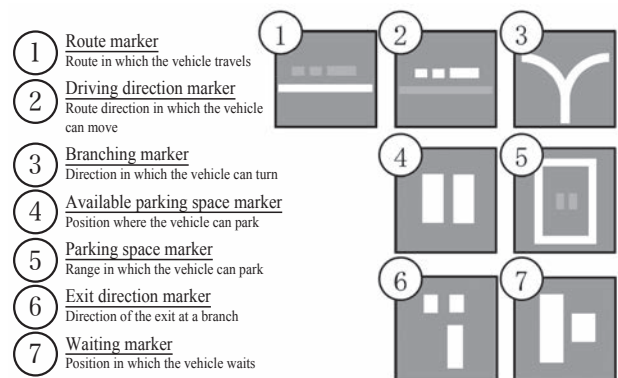 1 Route marker
Route in which the vehicle travels
2 Driving direction marker
Route direction in which the vehicle
can move
3 Branching marker
Direction in which the vehicle can turn
4 Available parking space marker
Position where the vehicle can park
5 Parking space marker
Range in which the vehicle can park
6 Exit direction marker
Direction of the exit at a branch
7 Waiting marker
Position in which the vehicle waits
1 2 3
4 5
6 7